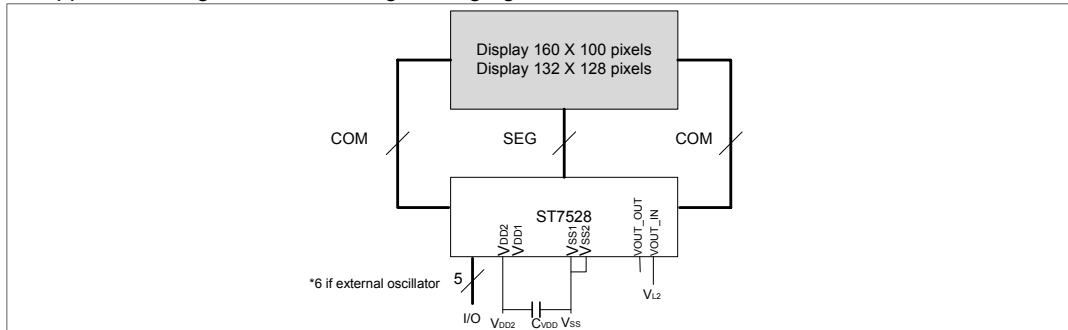 Display 160 X 100 pixels
Display 132 X 128 pixels
COM
SEG
COM
ST7528
VDD2
VDD1
VSS1
VSS2
VOUT_OUT
VOUT_IN
*6 if external oscillator
5
I/O
VDD2
CVDD
VSS
VL2